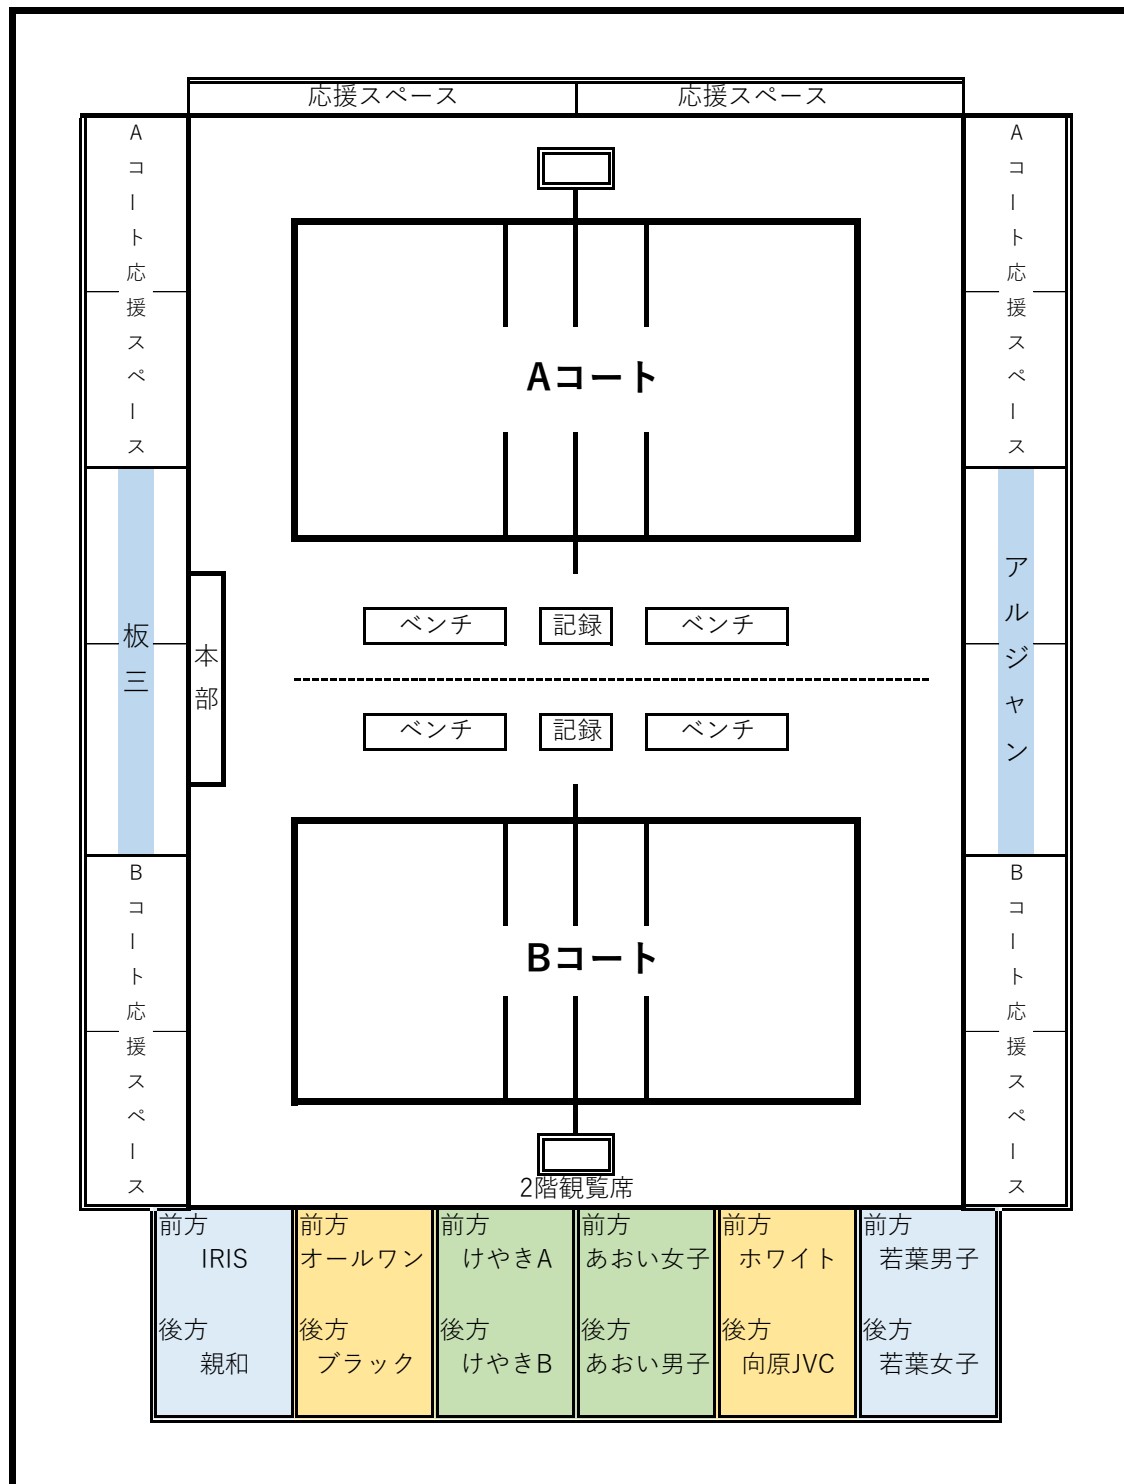 応援スペース
応援スペース
Aコート応援スペース
Aコート応援スペース
Aコート
板三
アルジャン
本部
ベンチ
記録
ベンチ
ベンチ
記録
ベンチ
Bコート応援スペース
Bコート応援スペース
Bコート
2階観覧席
前方
IRIS
後方
親和
前方
オールワン
後方
ブラック
前方
けやきA
後方
けやきB
前方
あおい女子
後方
あおい男子
前方
ホワイト
後方
向原JVC
前方
若葉男子
後方
若葉女子